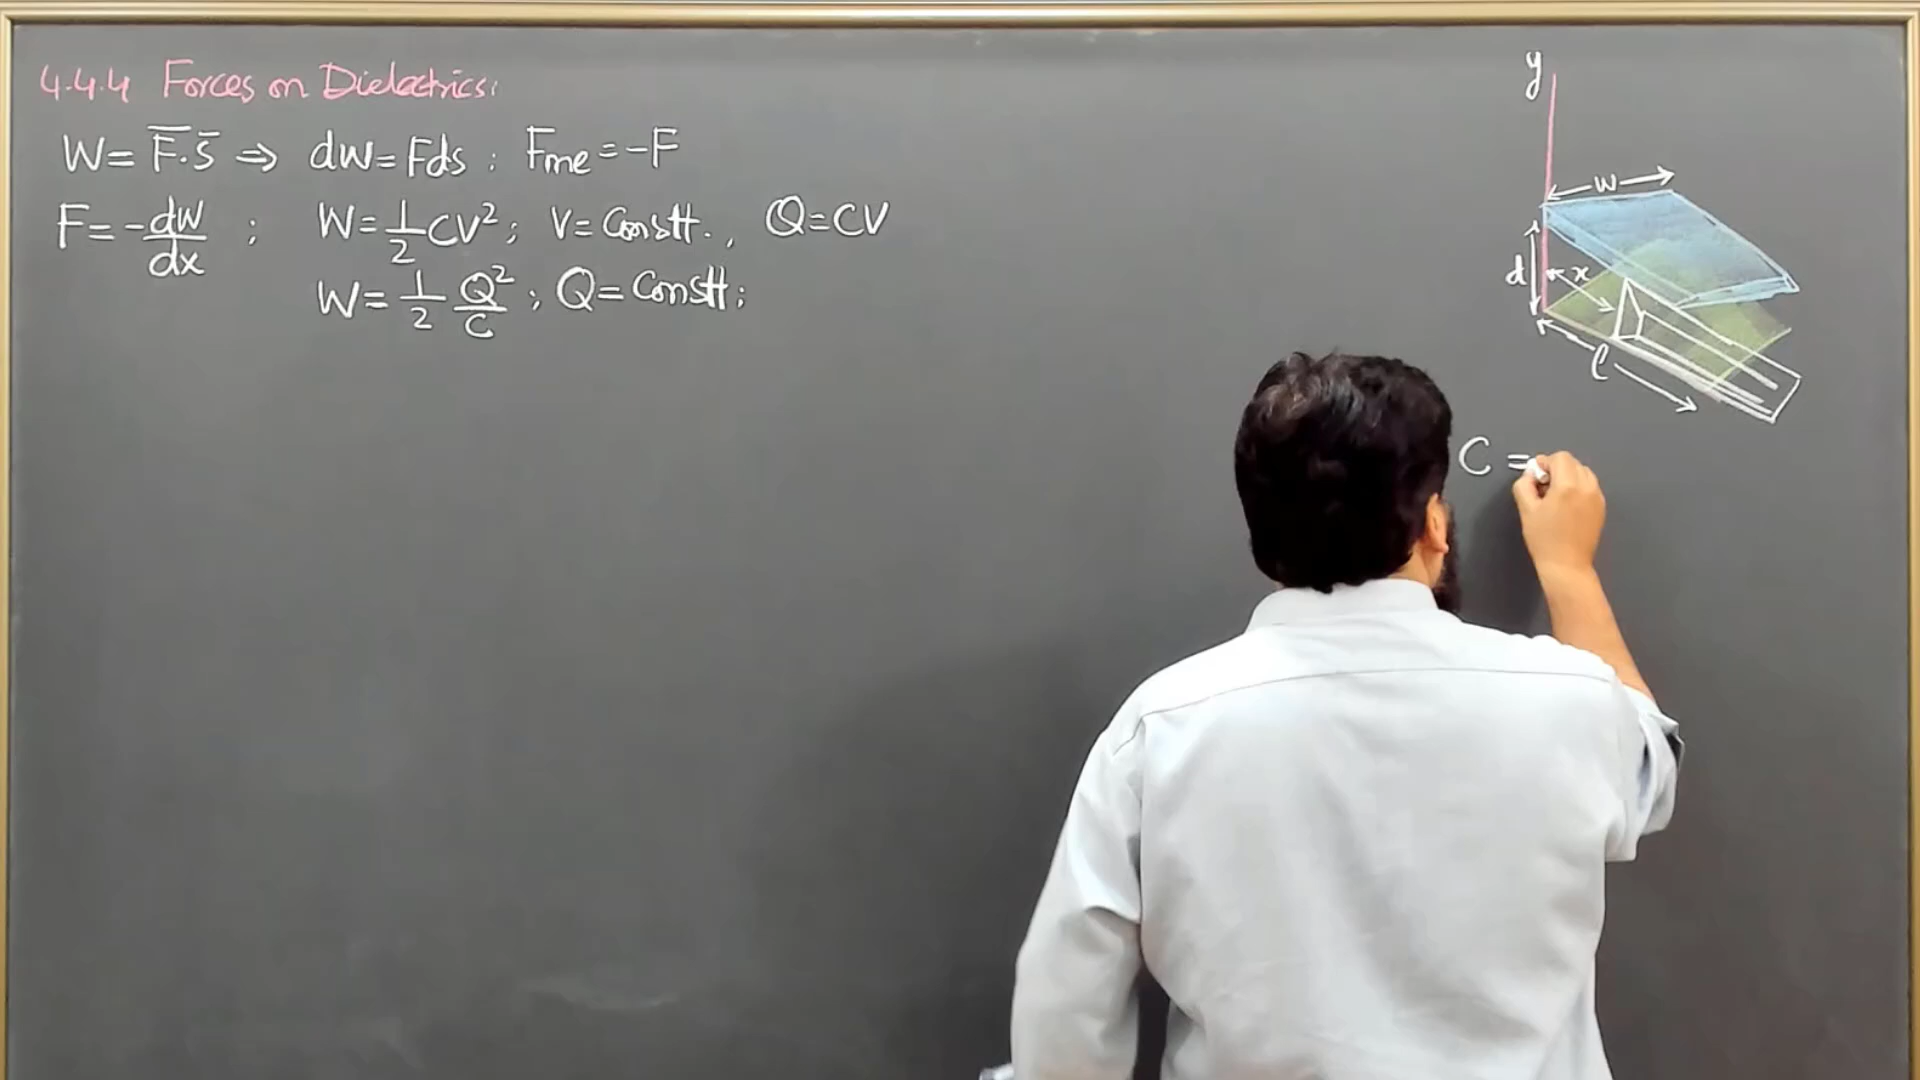 4.4.4 Forces on Dielectrics:
W = F̅.s̅ ⇒ dW = Fds ; Fme = -F
F = -dW/dx ; W = 1/2 CV² ; V = Constt. , Q = CV
W = 1/2 Q²/C ; Q = Constt ;
y
w
d
x
l
C =